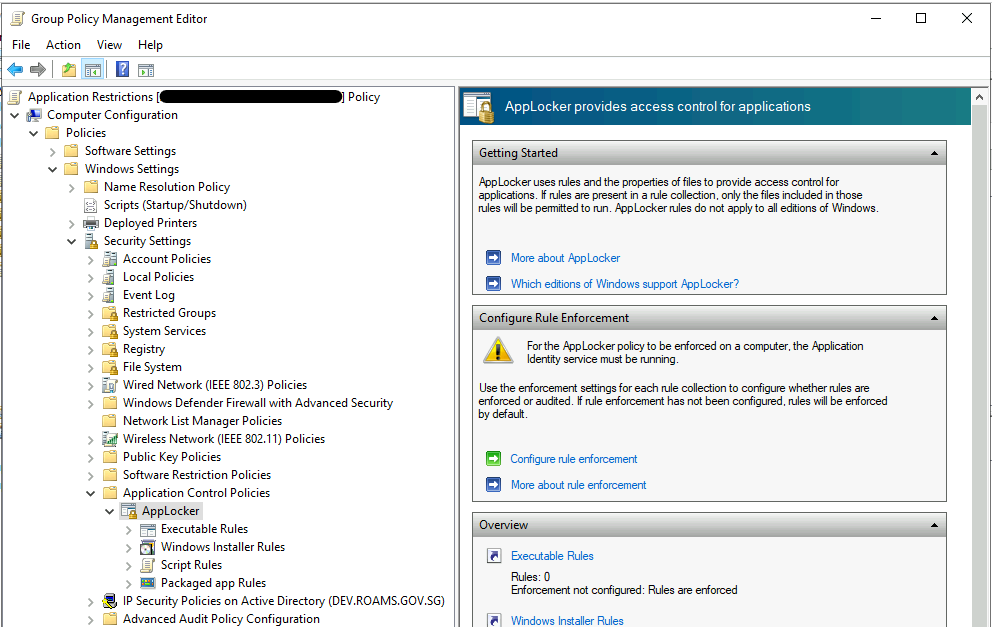 Group Policy Management Editor
File Action View Help
Application Restrictions [ ] Policy
Computer Configuration
Policies
Software Settings
Windows Settings
Name Resolution Policy
Scripts (Startup/Shutdown)
Deployed Printers
Security Settings
Account Policies
Local Policies
Event Log
Restricted Groups
System Services
Registry
File System
Wired Network (IEEE 802.3) Policies
Windows Defender Firewall with Advanced Security
Network List Manager Policies
Wireless Network (IEEE 802.11) Policies
Public Key Policies
Software Restriction Policies
Application Control Policies
AppLocker
Executable Rules
Windows Installer Rules
Script Rules
Packaged app Rules
IP Security Policies on Active Directory (DEV.ROAMS.GOV.SG)
Advanced Audit Policy Configuration
AppLocker provides access control for applications
Getting Started
AppLocker uses rules and the properties of files to provide access control for
applications. If rules are present in a rule collection, only the files included in those
rules will be permitted to run. AppLocker rules do not apply to all editions of Windows.
More about AppLocker
Which editions of Windows support AppLocker?
Configure Rule Enforcement
For the AppLocker policy to be enforced on a computer, the Application
Identity service must be running.
Use the enforcement settings for each rule collection to configure whether rules are
enforced or audited. If rule enforcement has not been configured, rules will be enforced
by default.
Configure rule enforcement
More about rule enforcement
Overview
Executable Rules
Rules: 0
Enforcement not configured: Rules are enforced
Windows Installer Rules